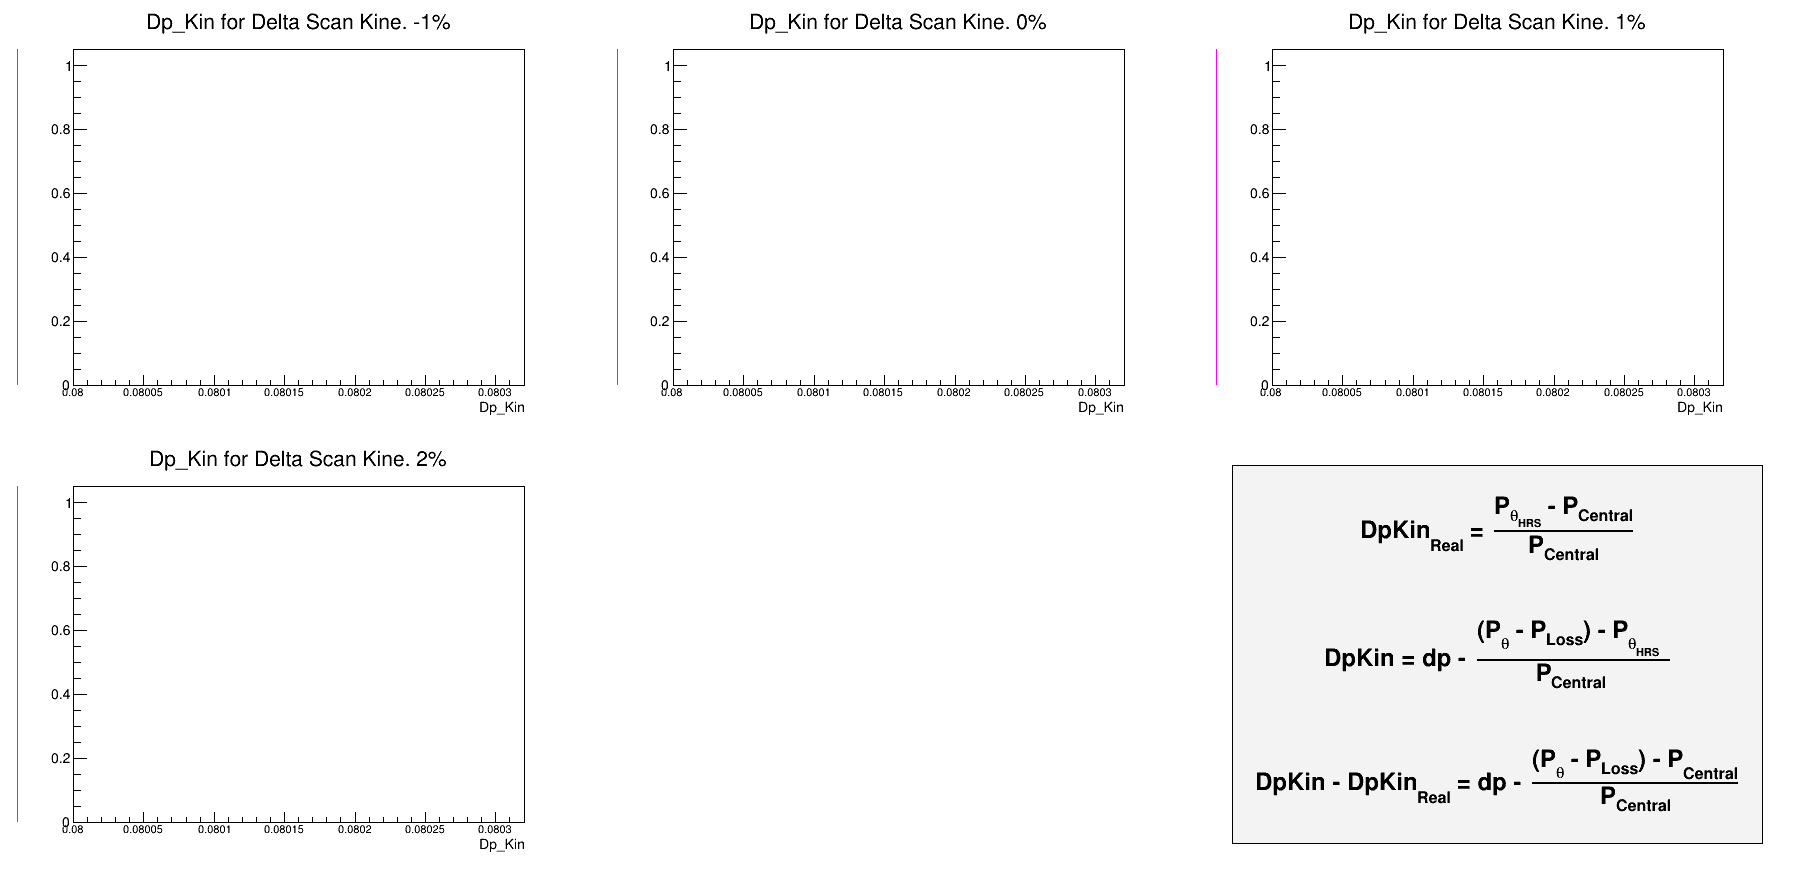 Dp_Kin for Delta Scan Kine. -1%
1
0.8
0.6
0.4
0.2
0
0.08 0.08005 0.0801 0.08015 0.0802 0.08025 0.0803
Dp_Kin
Dp_Kin for Delta Scan Kine. 0%
1
0.8
0.6
0.4
0.2
0
0.08 0.08005 0.0801 0.08015 0.0802 0.08025 0.0803
Dp_Kin
Dp_Kin for Delta Scan Kine. 1%
1
0.8
0.6
0.4
0.2
0
0.08 0.08005 0.0801 0.08015 0.0802 0.08025 0.0803
Dp_Kin
Dp_Kin for Delta Scan Kine. 2%
1
0.8
0.6
0.4
0.2
0
0.08 0.08005 0.0801 0.08015 0.0802 0.08025 0.0803
Dp_Kin
DpKin_Real = (P_θ_HRS - P_Central) / P_Central
DpKin = dp - ((P_θ - P_Loss) - P_θ_HRS) / P_Central
DpKin - DpKin_Real = dp - ((P_θ - P_Loss) - P_Central) / P_Central